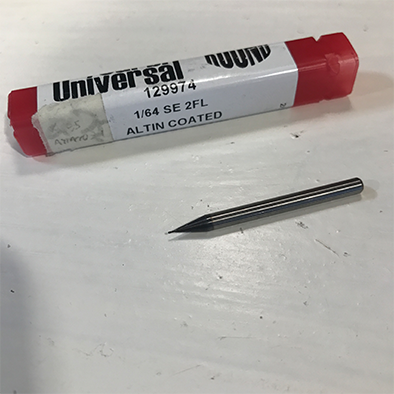 Universal
129974
1/64 SE 2FL
ALTIN COATED